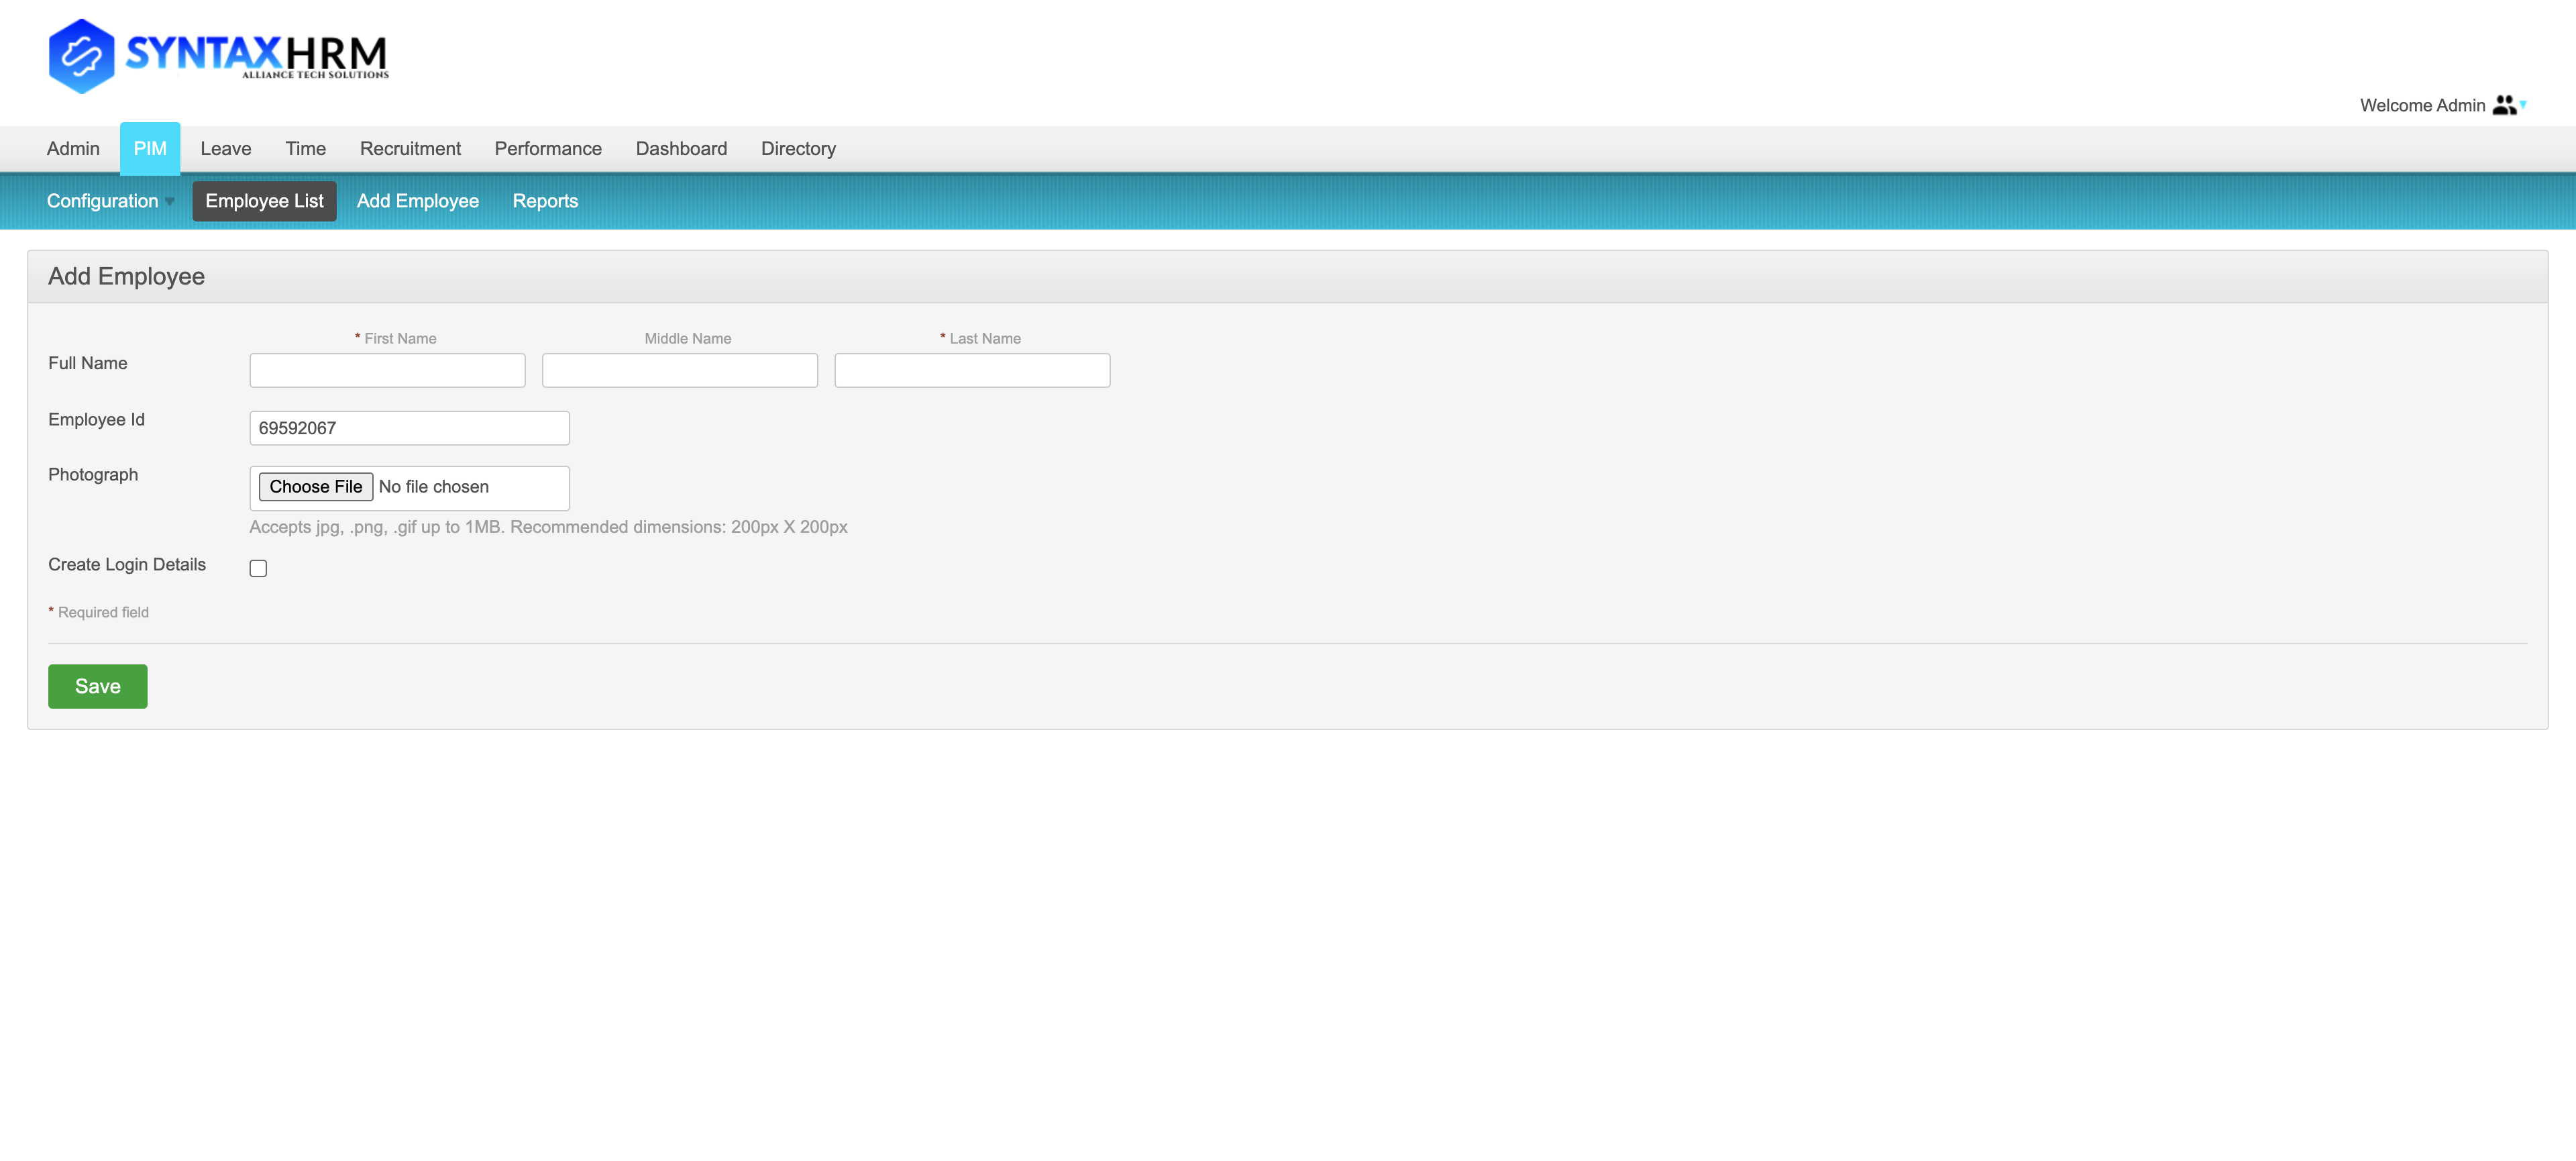 SYNTAXHRM
ALLIANCE TECH SOLUTIONS
Welcome Admin
Admin PIM Leave Time Recruitment Performance Dashboard Directory
Configuration Employee List Add Employee Reports
Add Employee
* First Name Middle Name * Last Name
Full Name
Employee Id 69592067
Photograph Choose File No file chosen
Accepts jpg, .png, .gif up to 1MB. Recommended dimensions: 200px X 200px
Create Login Details
* Required field
Save